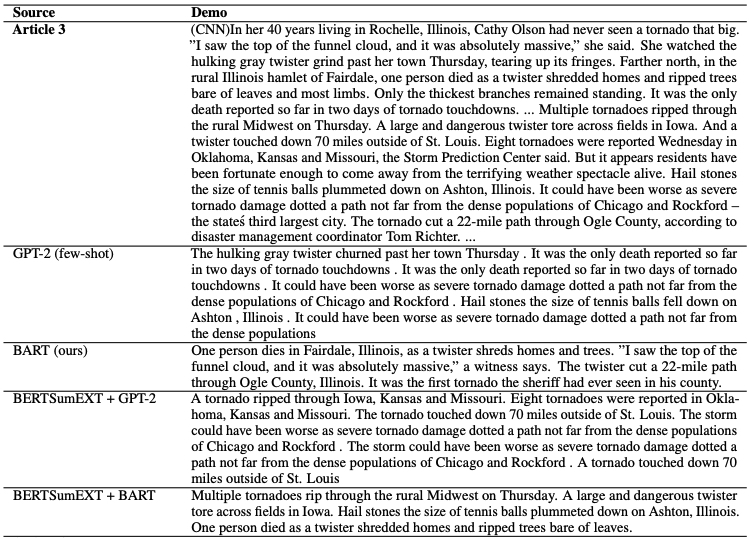 Source Demo
Article 3 (CNN)In her 40 years living in Rochelle, Illinois, Cathy Olson had never seen a tornado that big.
”I saw the top of the funnel cloud, and it was absolutely massive,” she said. She watched the
hulking gray twister grind past her town Thursday, tearing up its fringes. Farther north, in the
rural Illinois hamlet of Fairdale, one person died as a twister shredded homes and ripped trees
bare of leaves and most limbs. Only the thickest branches remained standing. It was the only
death reported so far in two days of tornado touchdowns. ... Multiple tornadoes ripped through
the rural Midwest on Thursday. A large and dangerous twister tore across fields in Iowa. And a
twister touched down 70 miles outside of St. Louis. Eight tornadoes were reported Wednesday in
Oklahoma, Kansas and Missouri, the Storm Prediction Center said. But it appears residents have
been fortunate enough to come away from the terrifying weather spectacle alive. Hail stones
the size of tennis balls plummeted down on Ashton, Illinois. It could have been worse as severe
tornado damage dotted a path not far from the dense populations of Chicago and Rockford –
the stateś third largest city. The tornado cut a 22-mile path through Ogle County, according to
disaster management coordinator Tom Richter. ...
GPT-2 (few-shot) The hulking gray twister churned past her town Thursday . It was the only death reported so far
in two days of tornado touchdowns . It was the only death reported so far in two days of tornado
touchdowns . It could have been worse as severe tornado damage dotted a path not far from the
dense populations of Chicago and Rockford . Hail stones the size of tennis balls fell down on
Ashton , Illinois . It could have been worse as severe tornado damage dotted a path not far from
the dense populations
BART (ours) One person dies in Fairdale, Illinois, as a twister shreds homes and trees. ”I saw the top of the
funnel cloud, and it was absolutely massive,” a witness says. The twister cut a 22-mile path
through Ogle County, Illinois. It was the first tornado the sheriff had ever seen in his county.
BERTSumEXT + GPT-2 A tornado ripped through Iowa, Kansas and Missouri. Eight tornadoes were reported in Okla-
homa, Kansas and Missouri. The tornado touched down 70 miles outside of St. Louis. The storm
could have been worse as severe tornado damage dotted a path not far from the dense populations
of Chicago and Rockford . The storm could have been worse as severe tornado damage dotted a
path not far from the dense populations of Chicago and Rockford . A tornado touched down 70
miles outside of St. Louis
BERTSumEXT + BART Multiple tornadoes rip through the rural Midwest on Thursday. A large and dangerous twister
tore across fields in Iowa. Hail stones the size of tennis balls plummeted down on Ashton, Illinois.
One person died as a twister shredded homes and ripped trees bare of leaves.